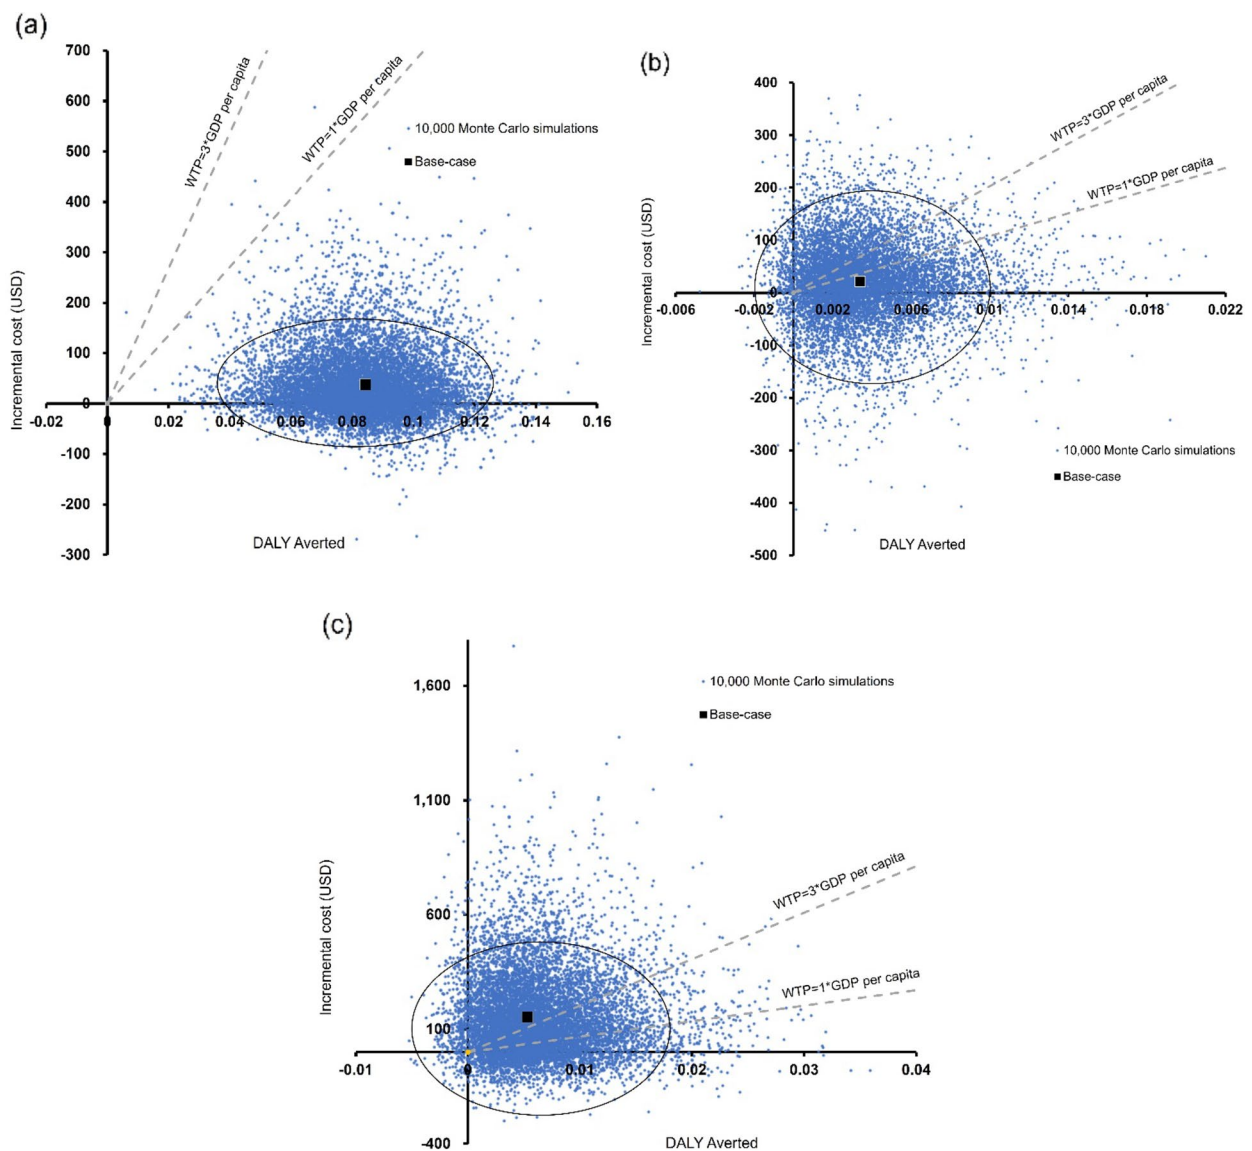 (a)
700
600
500
400
300
200
100
0
-100
-200
-300
-0.02
0
0.02
0.04
0.06
0.08
0.1
0.12
0.14
0.16
Incremental cost (USD)
DALY Averted
WTP=3*GDP per capita
WTP=1*GDP per capita
10,000 Monte Carlo simulations
Base-case
(b)
400
300
200
100
0
-100
-200
-300
-400
-500
-0.006
-0.002
0.002
0.006
0.01
0.014
0.018
0.022
Incremental cost (USD)
DALY Averted
WTP=3*GDP per capita
WTP=1*GDP per capita
10,000 Monte Carlo simulations
Base-case
(c)
1,600
1,100
600
100
-400
-0.01
0
0.01
0.02
0.03
0.04
Incremental cost (USD)
DALY Averted
WTP=3*GDP per capita
WTP=1*GDP per capita
10,000 Monte Carlo simulations
Base-case